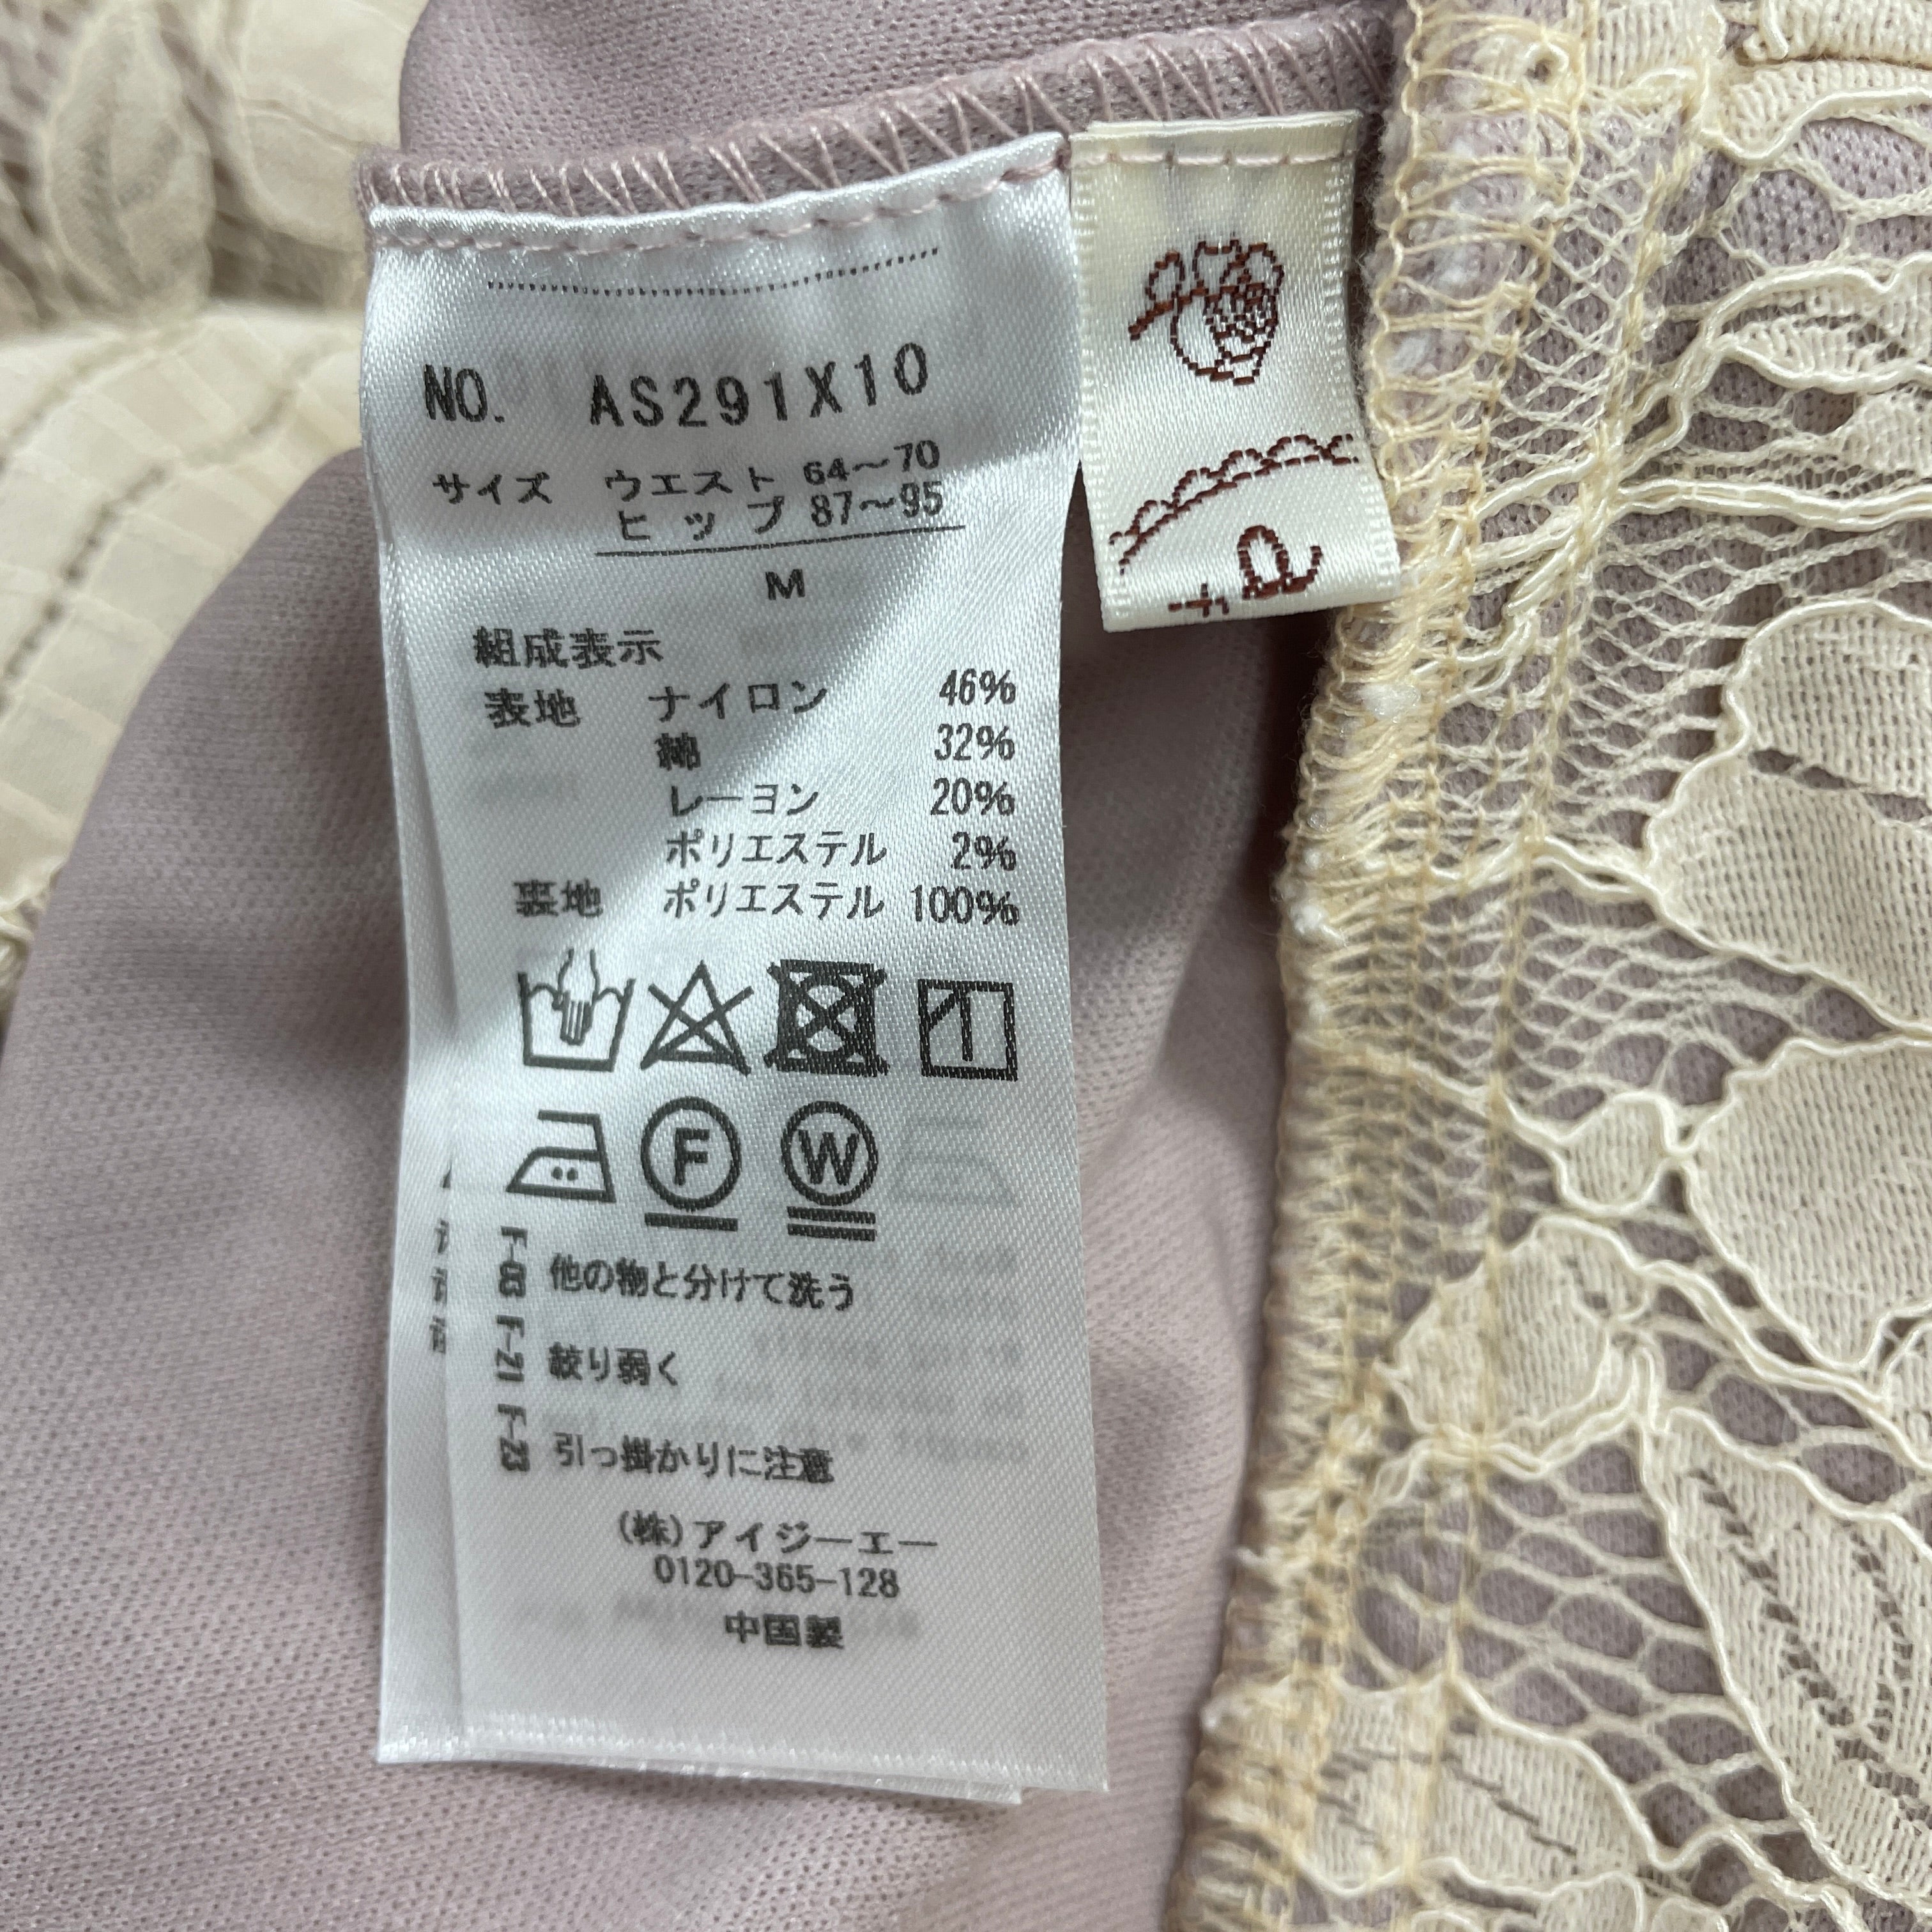 NO. AS291X10
サイズ ウエスト 64～70
ヒップ 87～95
M
組成表示
表地 ナイロン 46%
綿 32%
レーヨン 20%
ポリエステル 2%
裏地 ポリエステル 100%
F
W
F-03 他の物と分けて洗う
F-21 絞り弱く
F-23 引っ掛かりに注意
(株)アイジーエー
0120-365-128
中国製